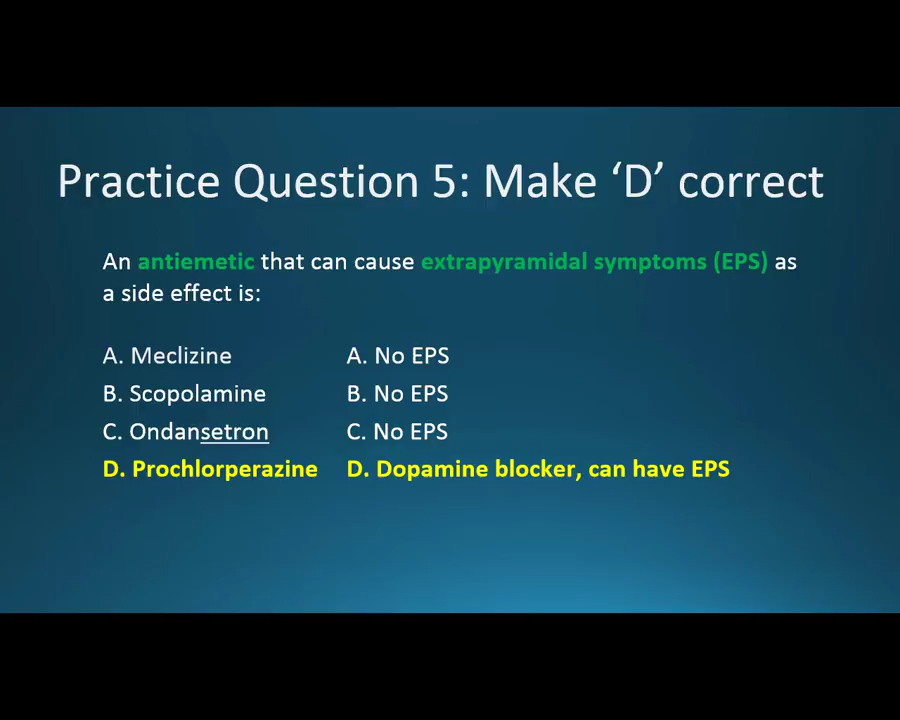 Practice Question 5: Make ‘D’ correct
An antiemetic that can cause extrapyramidal symptoms (EPS) as
a side effect is:
A. Meclizine A. No EPS
B. Scopolamine B. No EPS
C. Ondansetron C. No EPS
D. Prochlorperazine D. Dopamine blocker, can have EPS